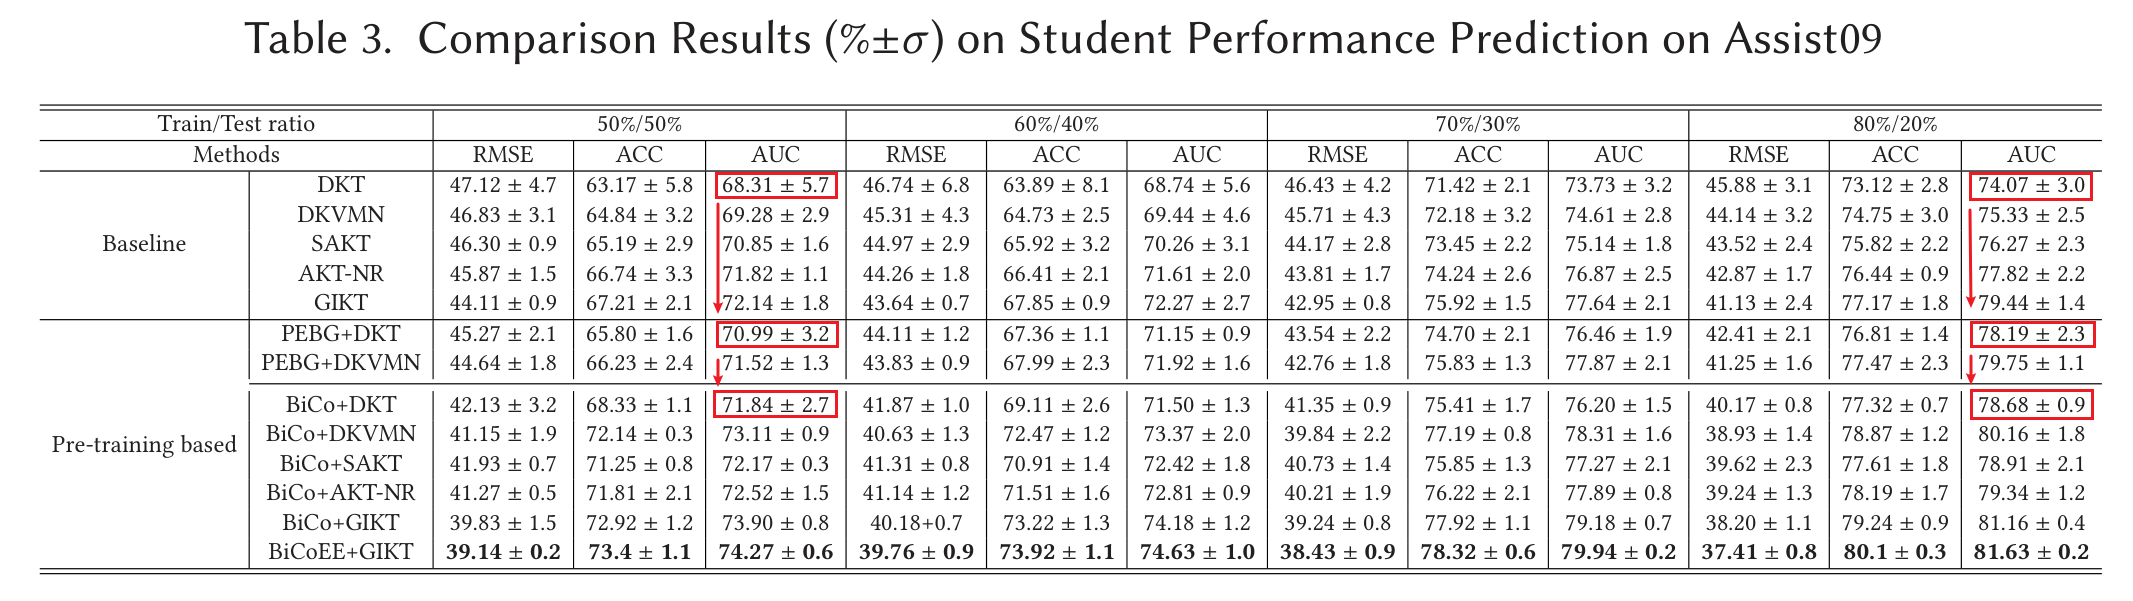 Table 3. Comparison Results (%±σ) on Student Performance Prediction on Assist09
Train/Test ratio 50%/50% 60%/40% 70%/30% 80%/20%
Methods RMSE ACC AUC RMSE ACC AUC RMSE ACC AUC RMSE ACC AUC
DKT 47.12 ± 4.7 63.17 ± 5.8 68.31 ± 5.7 46.74 ± 6.8 63.89 ± 8.1 68.74 ± 5.6 46.43 ± 4.2 71.42 ± 2.1 73.73 ± 3.2 45.88 ± 3.1 73.12 ± 2.8 74.07 ± 3.0
DKVMN 46.83 ± 3.1 64.84 ± 3.2 69.28 ± 2.9 45.31 ± 4.3 64.73 ± 2.5 69.44 ± 4.6 45.71 ± 4.3 72.18 ± 3.2 74.61 ± 2.8 44.14 ± 3.2 74.75 ± 3.0 75.33 ± 2.5
Baseline SAKT 46.30 ± 0.9 65.19 ± 2.9 70.85 ± 1.6 44.97 ± 2.9 65.92 ± 3.2 70.26 ± 3.1 44.17 ± 2.8 73.45 ± 2.2 75.14 ± 1.8 43.52 ± 2.4 75.82 ± 2.2 76.27 ± 2.3
AKT-NR 45.87 ± 1.5 66.74 ± 3.3 71.82 ± 1.1 44.26 ± 1.8 66.41 ± 2.1 71.61 ± 2.0 43.81 ± 1.7 74.24 ± 2.6 76.87 ± 2.5 42.87 ± 1.7 76.44 ± 0.9 77.82 ± 2.2
GIKT 44.11 ± 0.9 67.21 ± 2.1 72.14 ± 1.8 43.64 ± 0.7 67.85 ± 0.9 72.27 ± 2.7 42.95 ± 0.8 75.92 ± 1.5 77.64 ± 2.1 41.13 ± 2.4 77.17 ± 1.8 79.44 ± 1.4
PEBG+DKT 45.27 ± 2.1 65.80 ± 1.6 70.99 ± 3.2 44.11 ± 1.2 67.36 ± 1.1 71.15 ± 0.9 43.54 ± 2.2 74.70 ± 2.1 76.46 ± 1.9 42.41 ± 2.1 76.81 ± 1.4 78.19 ± 2.3
PEBG+DKVMN 44.64 ± 1.8 66.23 ± 2.4 71.52 ± 1.3 43.83 ± 0.9 67.99 ± 2.3 71.92 ± 1.6 42.76 ± 1.8 75.83 ± 1.3 77.87 ± 2.1 41.25 ± 1.6 77.47 ± 2.3 79.75 ± 1.1
BiCo+DKT 42.13 ± 3.2 68.33 ± 1.1 71.84 ± 2.7 41.87 ± 1.0 69.11 ± 2.6 71.50 ± 1.3 41.35 ± 0.9 75.41 ± 1.7 76.20 ± 1.5 40.17 ± 0.8 77.32 ± 0.7 78.68 ± 0.9
Pre-training based BiCo+DKVMN 41.15 ± 1.9 72.14 ± 0.3 73.11 ± 0.9 40.63 ± 1.3 72.47 ± 1.2 73.37 ± 2.0 39.84 ± 2.2 77.19 ± 0.8 78.31 ± 1.6 38.93 ± 1.4 78.87 ± 1.2 80.16 ± 1.8
BiCo+SAKT 41.93 ± 0.7 71.25 ± 0.8 72.17 ± 0.3 41.31 ± 0.8 70.91 ± 1.4 72.42 ± 1.8 40.73 ± 1.4 75.85 ± 1.3 77.27 ± 2.1 39.62 ± 2.3 77.61 ± 1.8 78.91 ± 2.1
BiCo+AKT-NR 41.27 ± 0.5 71.81 ± 2.1 72.52 ± 1.5 41.14 ± 1.2 71.51 ± 1.6 72.81 ± 0.9 40.21 ± 1.9 76.22 ± 2.1 77.89 ± 0.8 39.24 ± 1.3 78.19 ± 1.7 79.34 ± 1.2
BiCo+GIKT 39.83 ± 1.5 72.92 ± 1.2 73.90 ± 0.8 40.18+0.7 73.22 ± 1.3 74.18 ± 1.2 39.24 ± 0.8 77.92 ± 1.1 79.18 ± 0.7 38.20 ± 1.1 79.24 ± 0.9 81.16 ± 0.4
BiCoEE+GIKT 39.14 ± 0.2 73.4 ± 1.1 74.27 ± 0.6 39.76 ± 0.9 73.92 ± 1.1 74.63 ± 1.0 38.43 ± 0.9 78.32 ± 0.6 79.94 ± 0.2 37.41 ± 0.8 80.1 ± 0.3 81.63 ± 0.2